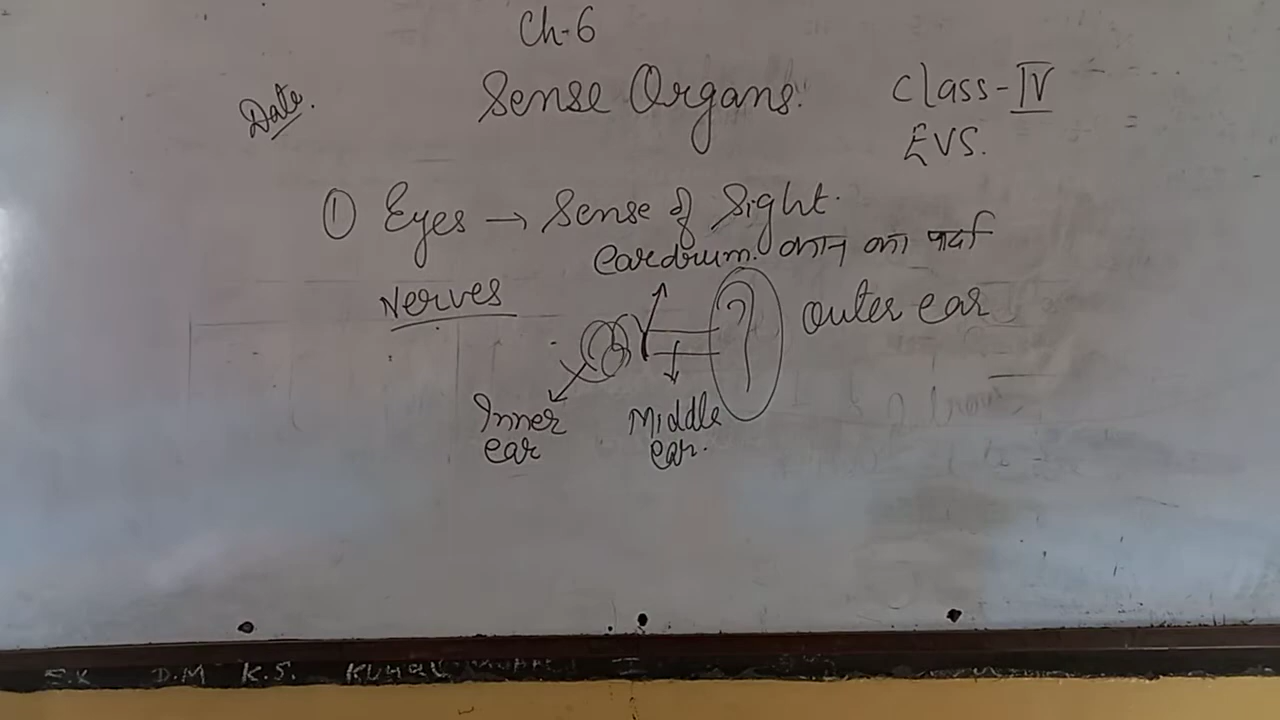 Ch-6
Date.
Sense Organs.
Class-IV
EVS.
① Eyes → Sense of Sight.
eardrum. कान का पर्दा
Nerves
outer ear
Inner
ear
Middle
ear.
S.K D.M K.S. KUMAR